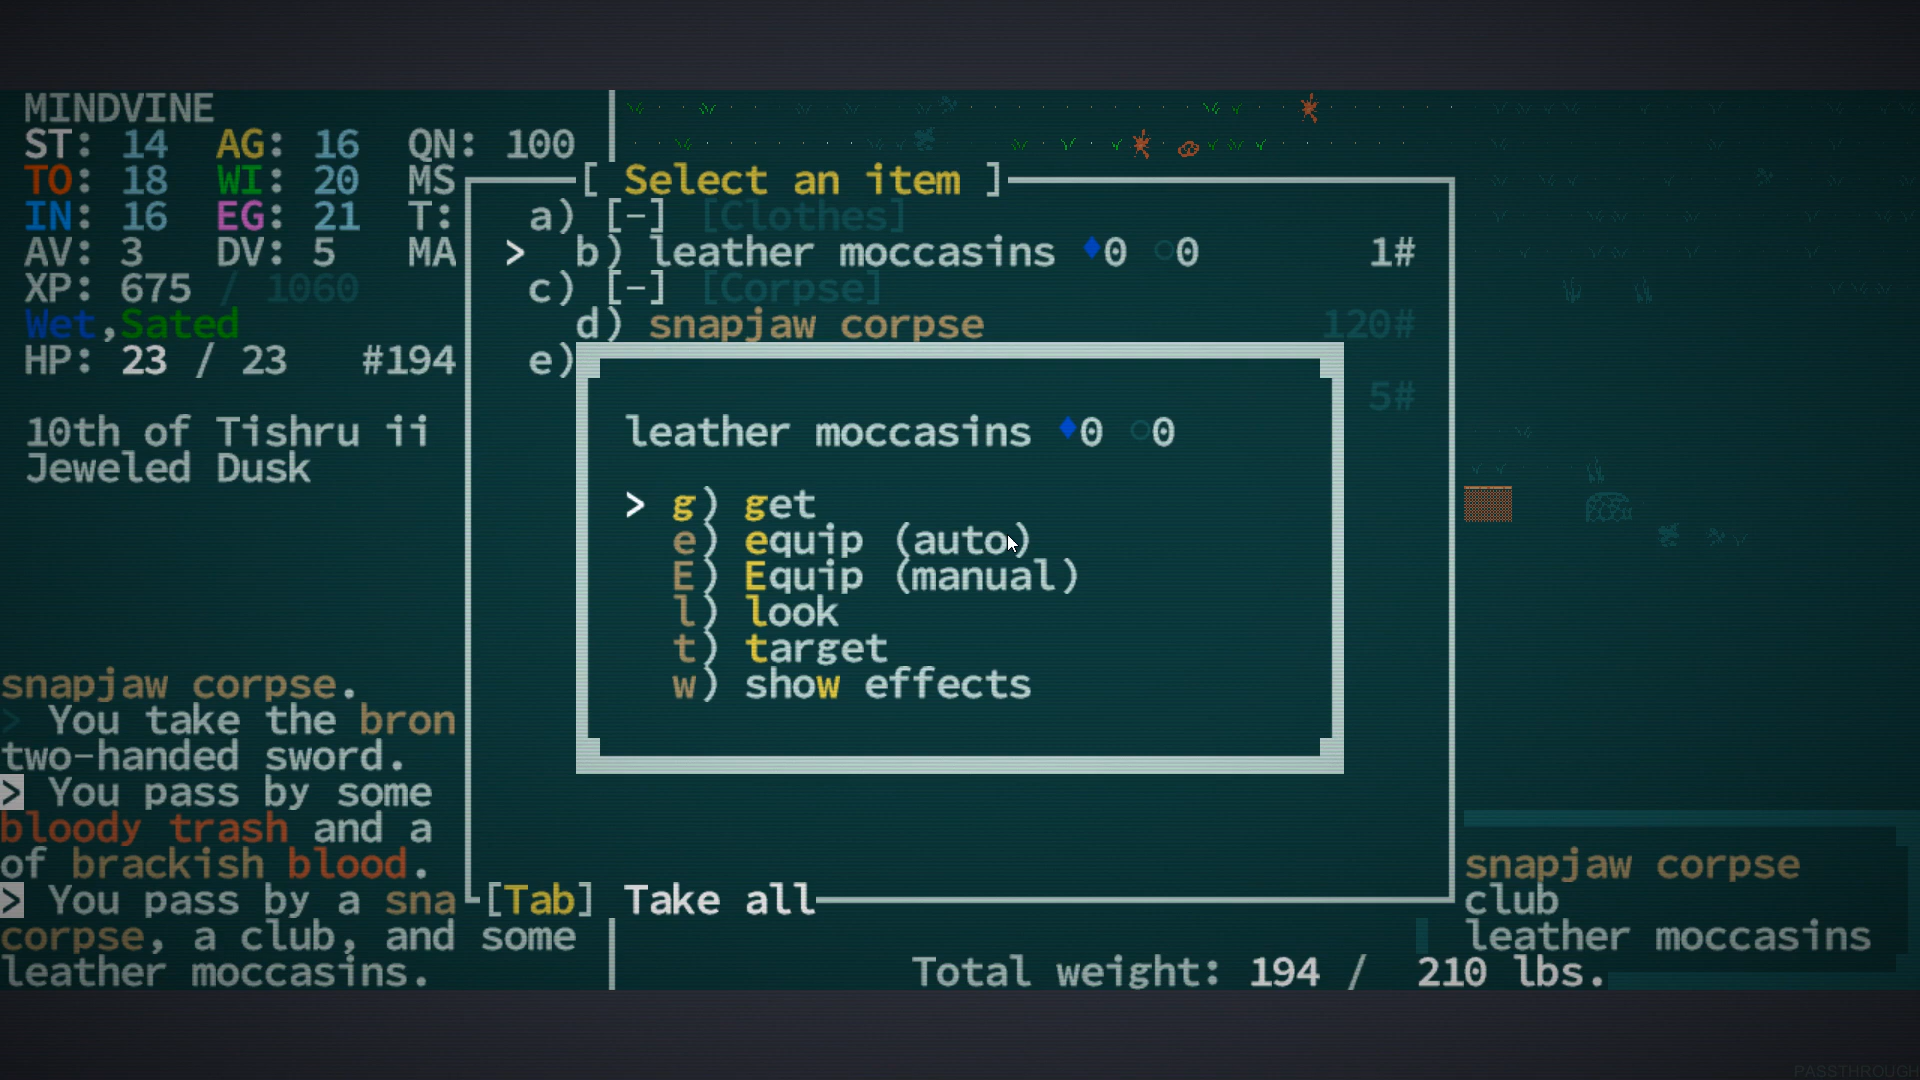 MINDVINE
ST: 14 AG: 16 QN: 100
TO: 18 WI: 20 MS
IN: 16 EG: 21 T:
AV: 3 DV: 5 MA
XP: 675 / 1060
Wet,Sated
HP: 23 / 23 #194
10th of Tishru ii
Jeweled Dusk
snapjaw corpse.
> You take the bron
two-handed sword.
> You pass by some
bloody trash and a
of brackish blood.
> You pass by a sna
corpse, a club, and some
leather moccasins.
[ Select an item ]
a) [-] [Clothes]
> b) leather moccasins ♦0 ○0 1#
c) [-] [Corpse]
d) snapjaw corpse 120#
e)
5#
leather moccasins ♦0 ○0
> g) get
e) equip (auto)
E) Equip (manual)
l) look
t) target
w) show effects
[Tab] Take all
snapjaw corpse
club
leather moccasins
Total weight: 194 / 210 lbs.
PASSTHROUGH